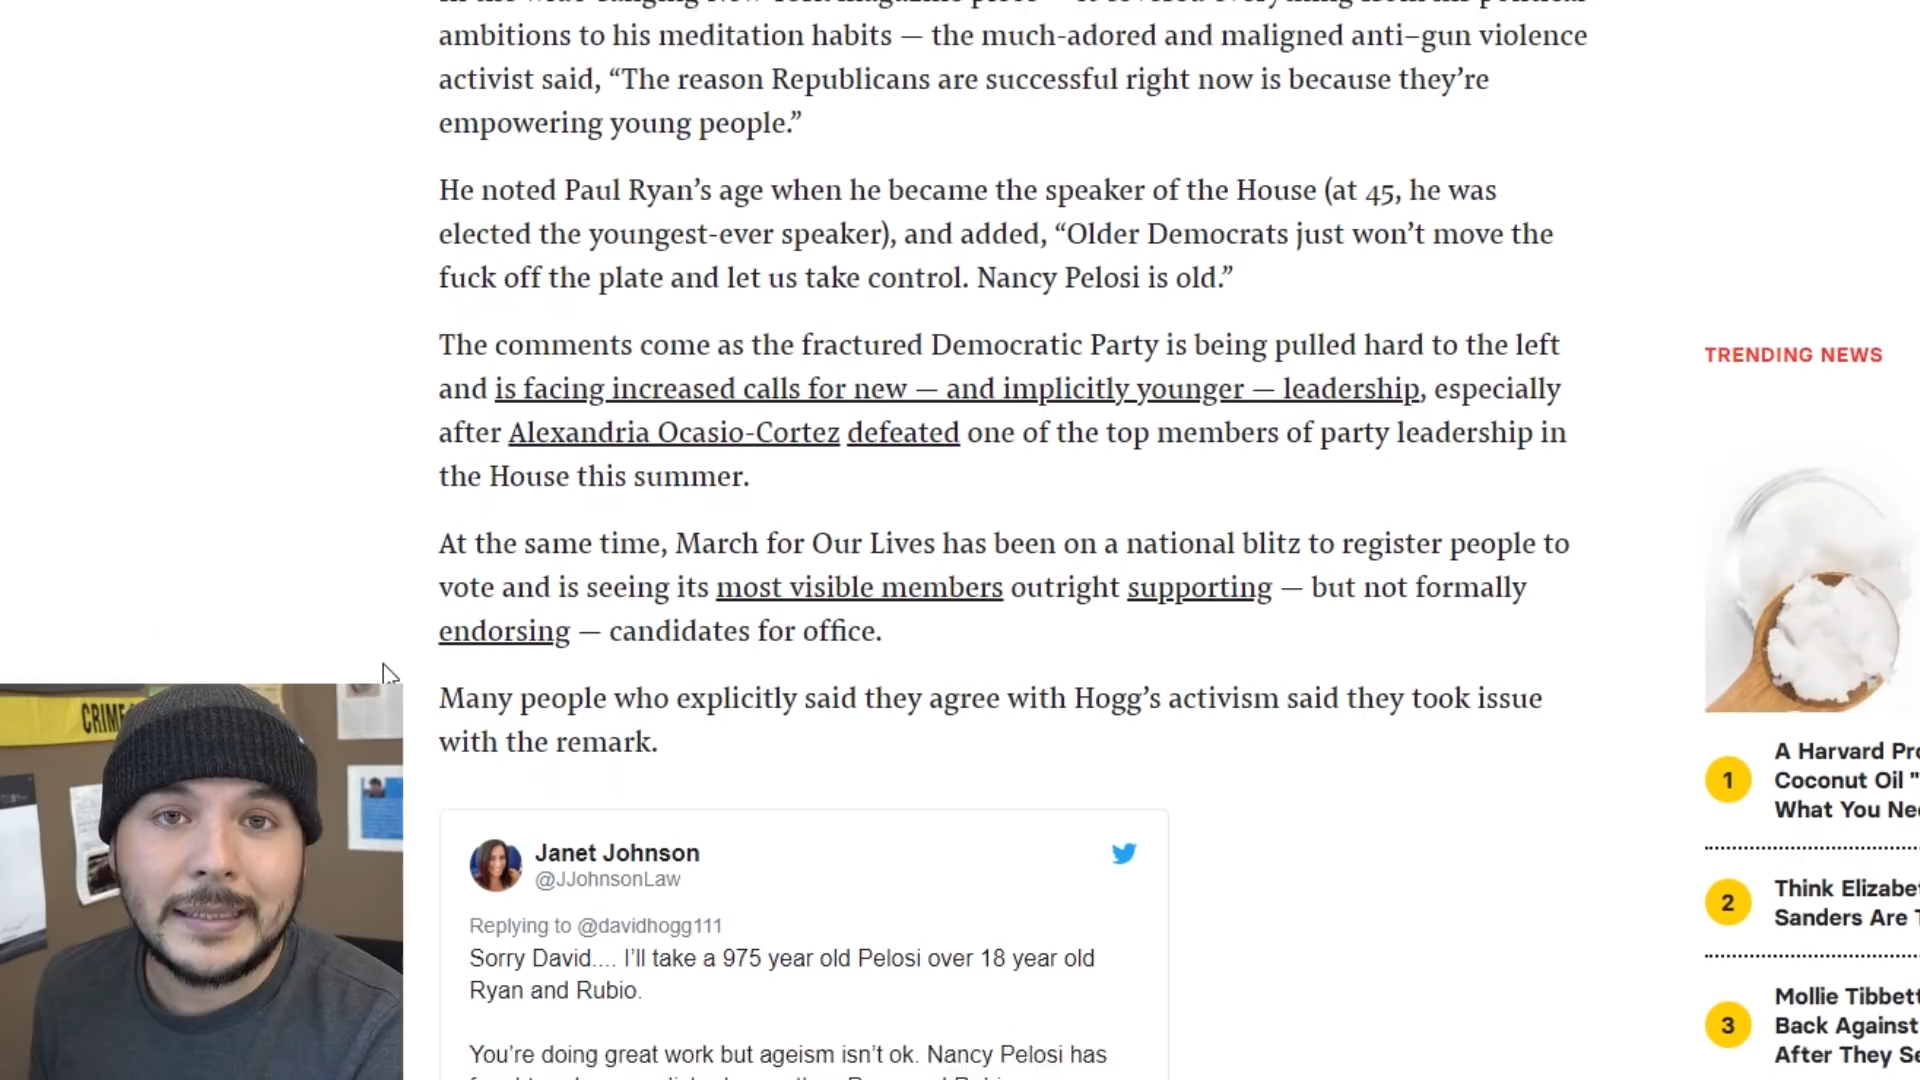 ambitions to his meditation habits — the much-adored and maligned anti–gun violence
activist said, “The reason Republicans are successful right now is because they’re
empowering young people.”
He noted Paul Ryan’s age when he became the speaker of the House (at 45, he was
elected the youngest-ever speaker), and added, “Older Democrats just won’t move the
fuck off the plate and let us take control. Nancy Pelosi is old.”
The comments come as the fractured Democratic Party is being pulled hard to the left
and is facing increased calls for new — and implicitly younger — leadership, especially
after Alexandria Ocasio-Cortez defeated one of the top members of party leadership in
the House this summer.
At the same time, March for Our Lives has been on a national blitz to register people to
vote and is seeing its most visible members outright supporting — but not formally
endorsing — candidates for office.
Many people who explicitly said they agree with Hogg’s activism said they took issue
with the remark.
Janet Johnson
@JJohnsonLaw
Replying to @davidhogg111
Sorry David.... I’ll take a 975 year old Pelosi over 18 year old
Ryan and Rubio.
You’re doing great work but ageism isn’t ok. Nancy Pelosi has
TRENDING NEWS
1
A Harvard Pro
Coconut Oil "
What You Nee
2
Think Elizabet
Sanders Are T
3
Mollie Tibbett
Back Against
After They Se
CRIME